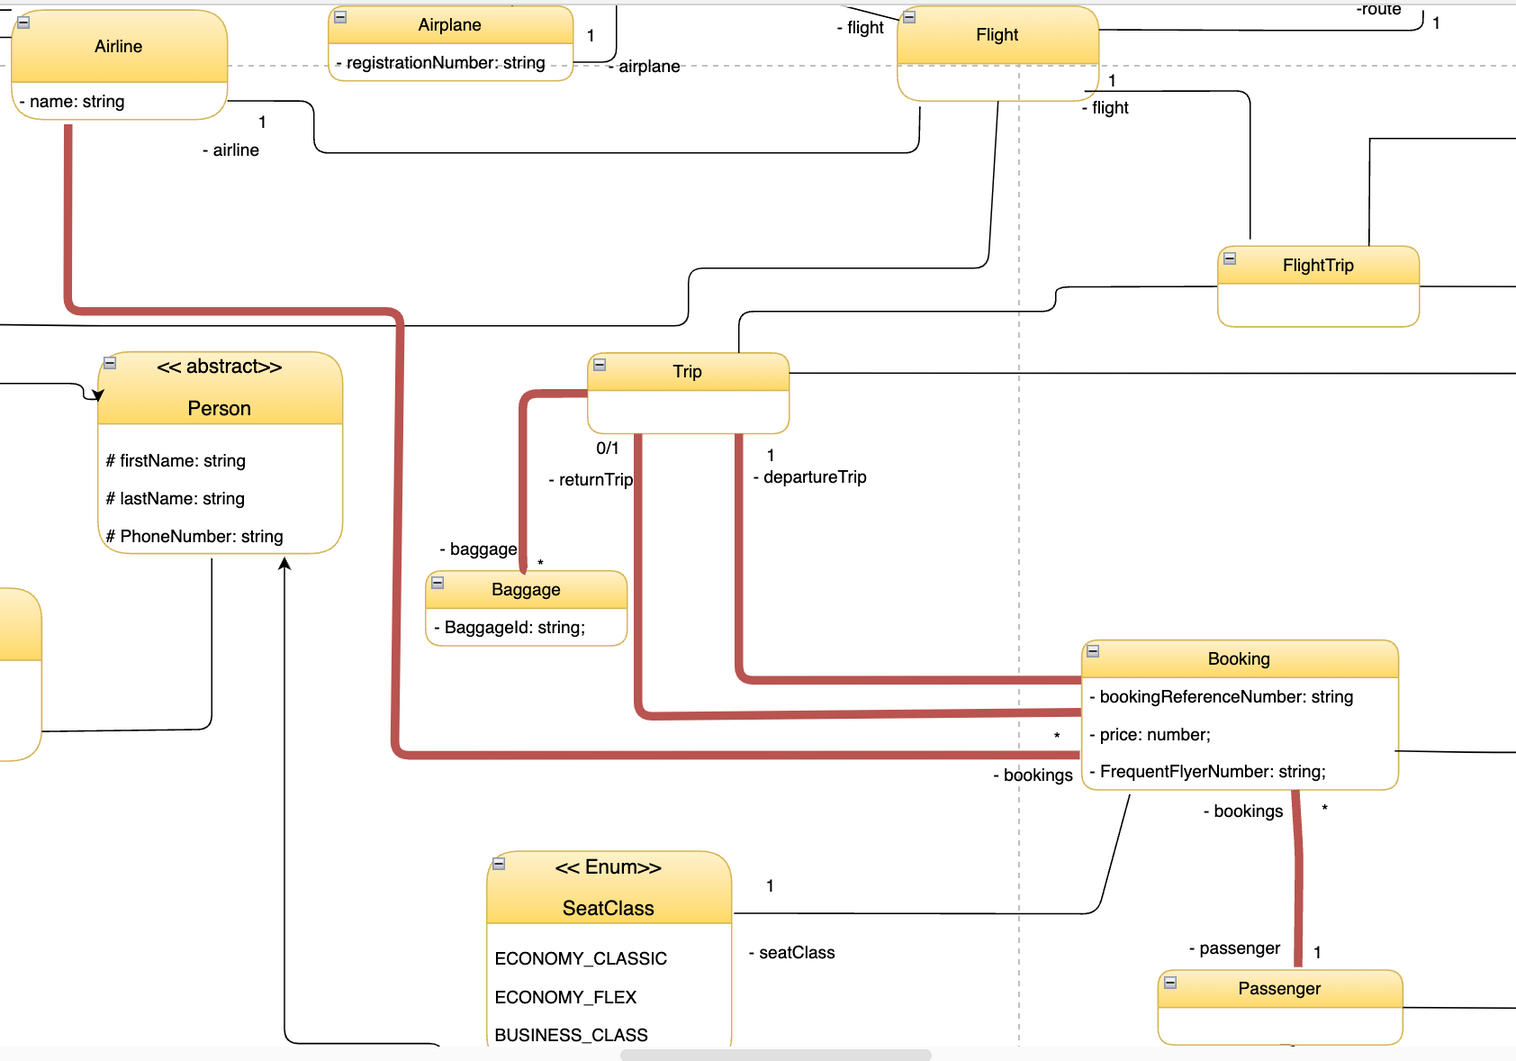 Airline
- name: string
1
- airline
Airplane
- registrationNumber: string
1
- airplane
- flight
Flight
-route
1
1
- flight
FlightTrip
<< abstract>>
Person
# firstName: string
# lastName: string
# PhoneNumber: string
Trip
0/1
- returnTrip
1
- departureTrip
- baggage
*
Baggage
- BaggageId: string;
Booking
- bookingReferenceNumber: string
- price: number;
- FrequentFlyerNumber: string;
*
- bookings
- bookings
*
<< Enum>>
SeatClass
ECONOMY_CLASSIC
ECONOMY_FLEX
BUSINESS_CLASS
1
- seatClass
- passenger
1
Passenger